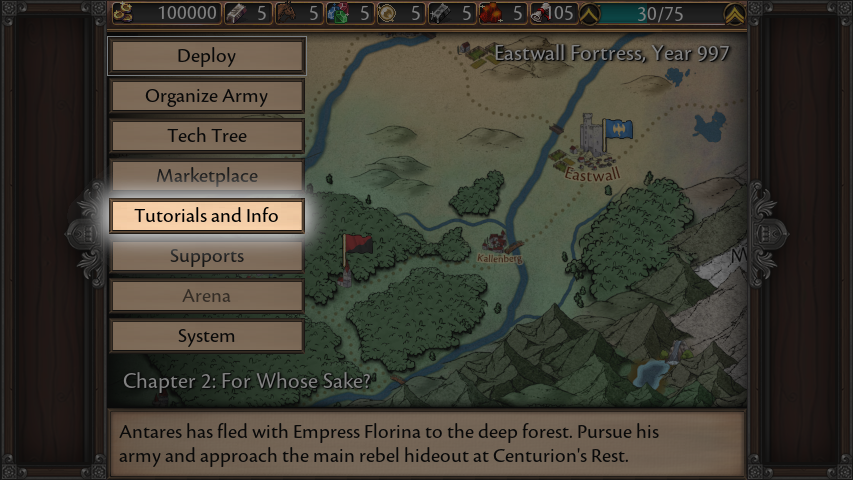 100000 5 5 5 5 5 5 05 30/75
Deploy
Eastwall Fortress, Year 997
Organize Army
Tech Tree
Marketplace
Eastwall
Tutorials and Info
Supports
Kallenberg
M
Arena
System
Chapter 2: For Whose Sake?
Antares has fled with Empress Florina to the deep forest. Pursue his
army and approach the main rebel hideout at Centurion's Rest.